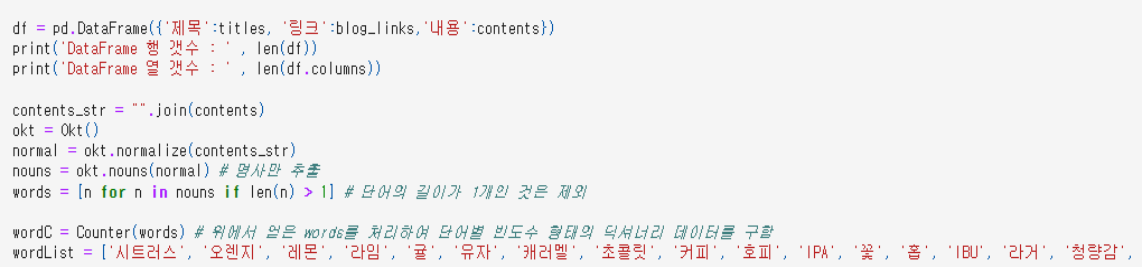 df = pd.DataFrame({'제목':titles, '링크':blog_links,'내용':contents})
print('DataFrame 행 갯수 : ' , len(df))
print('DataFrame 열 갯수 : ' , len(df.columns))
contents_str = "".join(contents)
okt = Okt()
normal = okt.normalize(contents_str)
nouns = okt.nouns(normal) # 명사만 추출
words = [n for n in nouns if len(n) > 1] # 단어의 길이가 1개인 것은 제외
wordC = Counter(words) # 위에서 얻은 words를 처리하여 단어별 빈도수 형태의 딕셔너리 데이터를 구함
wordList = ['시트러스', '오렌지', '레몬', '라임', '귤', '유자', '캐러멜', '초콜릿', '커피', '호피', 'IPA', '꽃', '홉', 'IBU', '라거', '청량감',